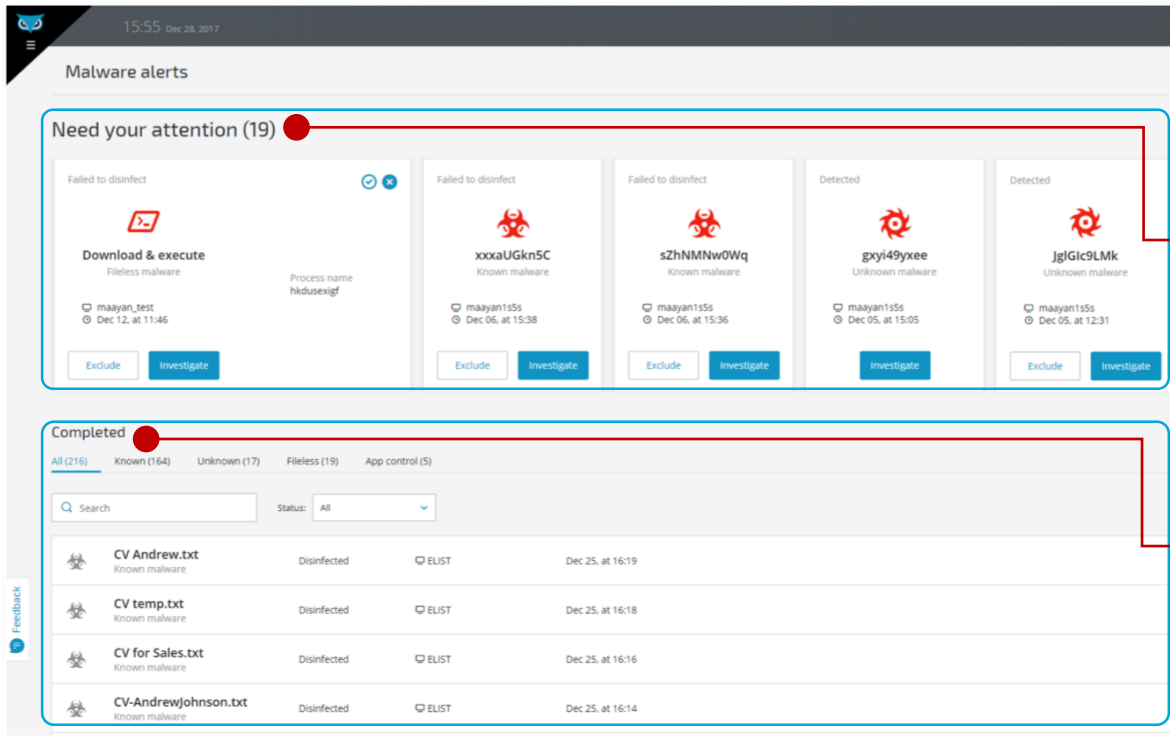 15:55 Dec 28, 2017
Malware alerts
Need your attention (19)
Failed to disinfect
Download & execute
Fileless malware
Process name
hkdusexigf
maayan_test
Dec 12, at 11:46
Exclude
Investigate
Failed to disinfect
xxxaUGkn5C
Known malware
maayan1s5s
Dec 06, at 15:38
Exclude
Investigate
Failed to disinfect
sZhNMNw0Wq
Known malware
maayan1s5s
Dec 06, at 15:36
Exclude
Investigate
Detected
gxyi49yxee
Unknown malware
maayan1s5s
Dec 05, at 15:05
Investigate
Detected
JglGIc9LMk
Unknown malware
maayan1s5s
Dec 05, at 12:31
Exclude
Investigate
Completed
All (216) Known (164) Unknown (17) Fileless (19) App control (5)
Search Status: All
CV Andrew.txt
Known malware
Disinfected ELIST Dec 25, at 16:19
CV temp.txt
Known malware
Disinfected ELIST Dec 25, at 16:18
CV for Sales.txt
Known malware
Disinfected ELIST Dec 25, at 16:16
CV-AndrewJohnson.txt
Known malware
Disinfected ELIST Dec 25, at 16:14
Feedback